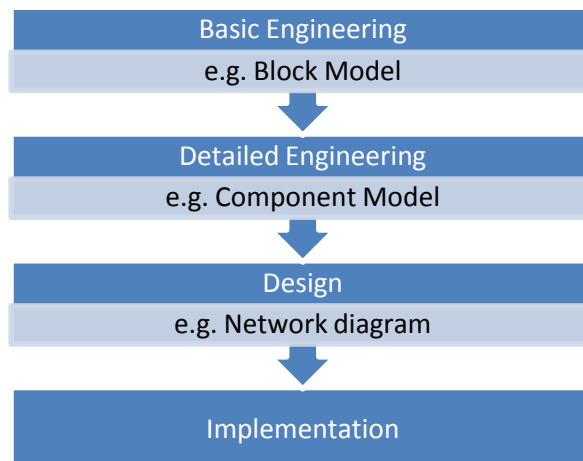 Basic Engineering
e.g. Block Model
Detailed Engineering
e.g. Component Model
Design
e.g. Network diagram
Implementation